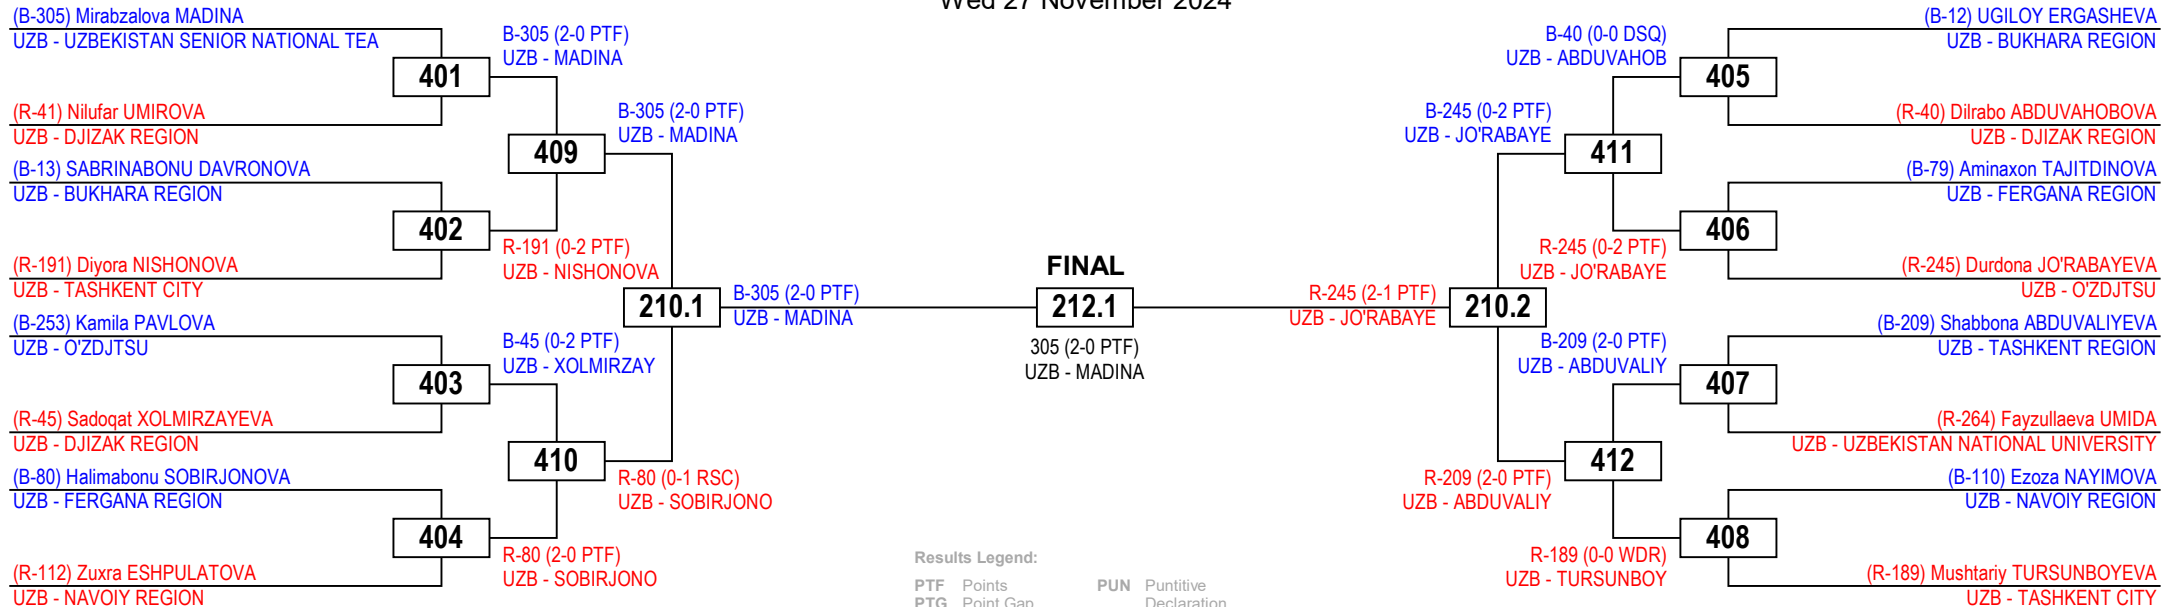 Wed 27 November 2024
(B-305) Mirabzalova MADINA
UZB - UZBEKISTAN SENIOR NATIONAL TEA
(R-41) Nilufar UMIROVA
UZB - DJIZAK REGION
(B-13) SABRINABONU DAVRONOVA
UZB - BUKHARA REGION
(R-191) Diyora NISHONOVA
UZB - TASHKENT CITY
(B-253) Kamila PAVLOVA
UZB - O'ZDJTSU
(R-45) Sadoqat XOLMIRZAYEVA
UZB - DJIZAK REGION
(B-80) Halimabonu SOBIRJONOVA
UZB - FERGANA REGION
(R-112) Zuxra ESHPULATOVA
UZB - NAVOIY REGION
401
402
403
404
B-305 (2-0 PTF)
UZB - MADINA
R-191 (0-2 PTF)
UZB - NISHONOVA
B-45 (0-2 PTF)
UZB - XOLMIRZAY
R-80 (2-0 PTF)
UZB - SOBIRJONO
409
410
B-305 (2-0 PTF)
UZB - MADINA
R-80 (0-1 RSC)
UZB - SOBIRJONO
210.1
B-305 (2-0 PTF)
UZB - MADINA
FINAL
212.1
305 (2-0 PTF)
UZB - MADINA
R-245 (2-1 PTF)
UZB - JO'RABAYE
210.2
B-245 (0-2 PTF)
UZB - JO'RABAYE
R-209 (2-0 PTF)
UZB - ABDUVALIY
411
412
B-40 (0-0 DSQ)
UZB - ABDUVAHOB
R-245 (0-2 PTF)
UZB - JO'RABAYE
B-209 (2-0 PTF)
UZB - ABDUVALIY
R-189 (0-0 WDR)
UZB - TURSUNBOY
405
406
407
408
(B-12) UGILOY ERGASHEVA
UZB - BUKHARA REGION
(R-40) Dilrabo ABDUVAHOBOVA
UZB - DJIZAK REGION
(B-79) Aminaxon TAJITDINOVA
UZB - FERGANA REGION
(R-245) Durdona JO'RABAYEVA
UZB - O'ZDJTSU
(B-209) Shabbona ABDUVALIYEVA
UZB - TASHKENT REGION
(R-264) Fayzullaeva UMIDA
UZB - UZBEKISTAN NATIONAL UNIVERSITY
(B-110) Ezoza NAYIMOVA
UZB - NAVOIY REGION
(R-189) Mushtariy TURSUNBOYEVA
UZB - TASHKENT CITY
Results Legend:
PTF Points PUN Puntitive
PTG Point Gap Declaration